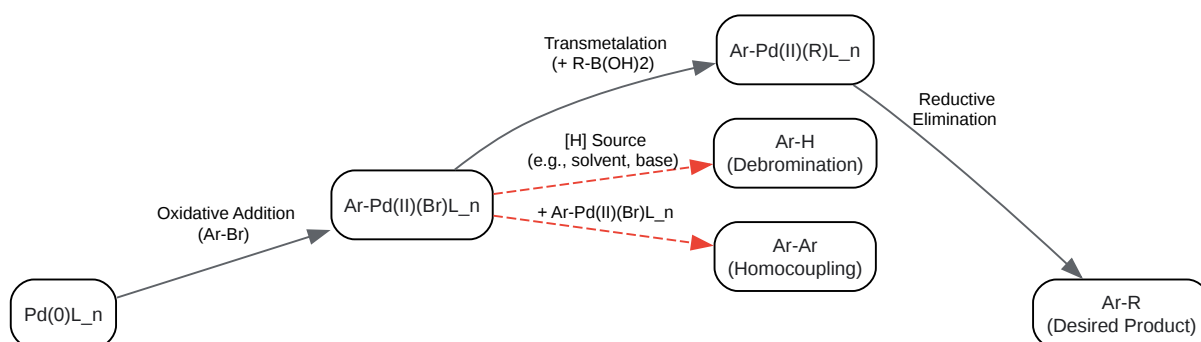 Pd(0)L_n
Oxidative Addition
(Ar-Br)
Ar-Pd(II)(Br)L_n
Transmetalation
(+ R-B(OH)2)
Ar-Pd(II)(R)L_n
[H] Source
(e.g., solvent, base)
Ar-H
(Debromination)
+ Ar-Pd(II)(Br)L_n
Ar-Ar
(Homocoupling)
Reductive
Elimination
Ar-R
(Desired Product)